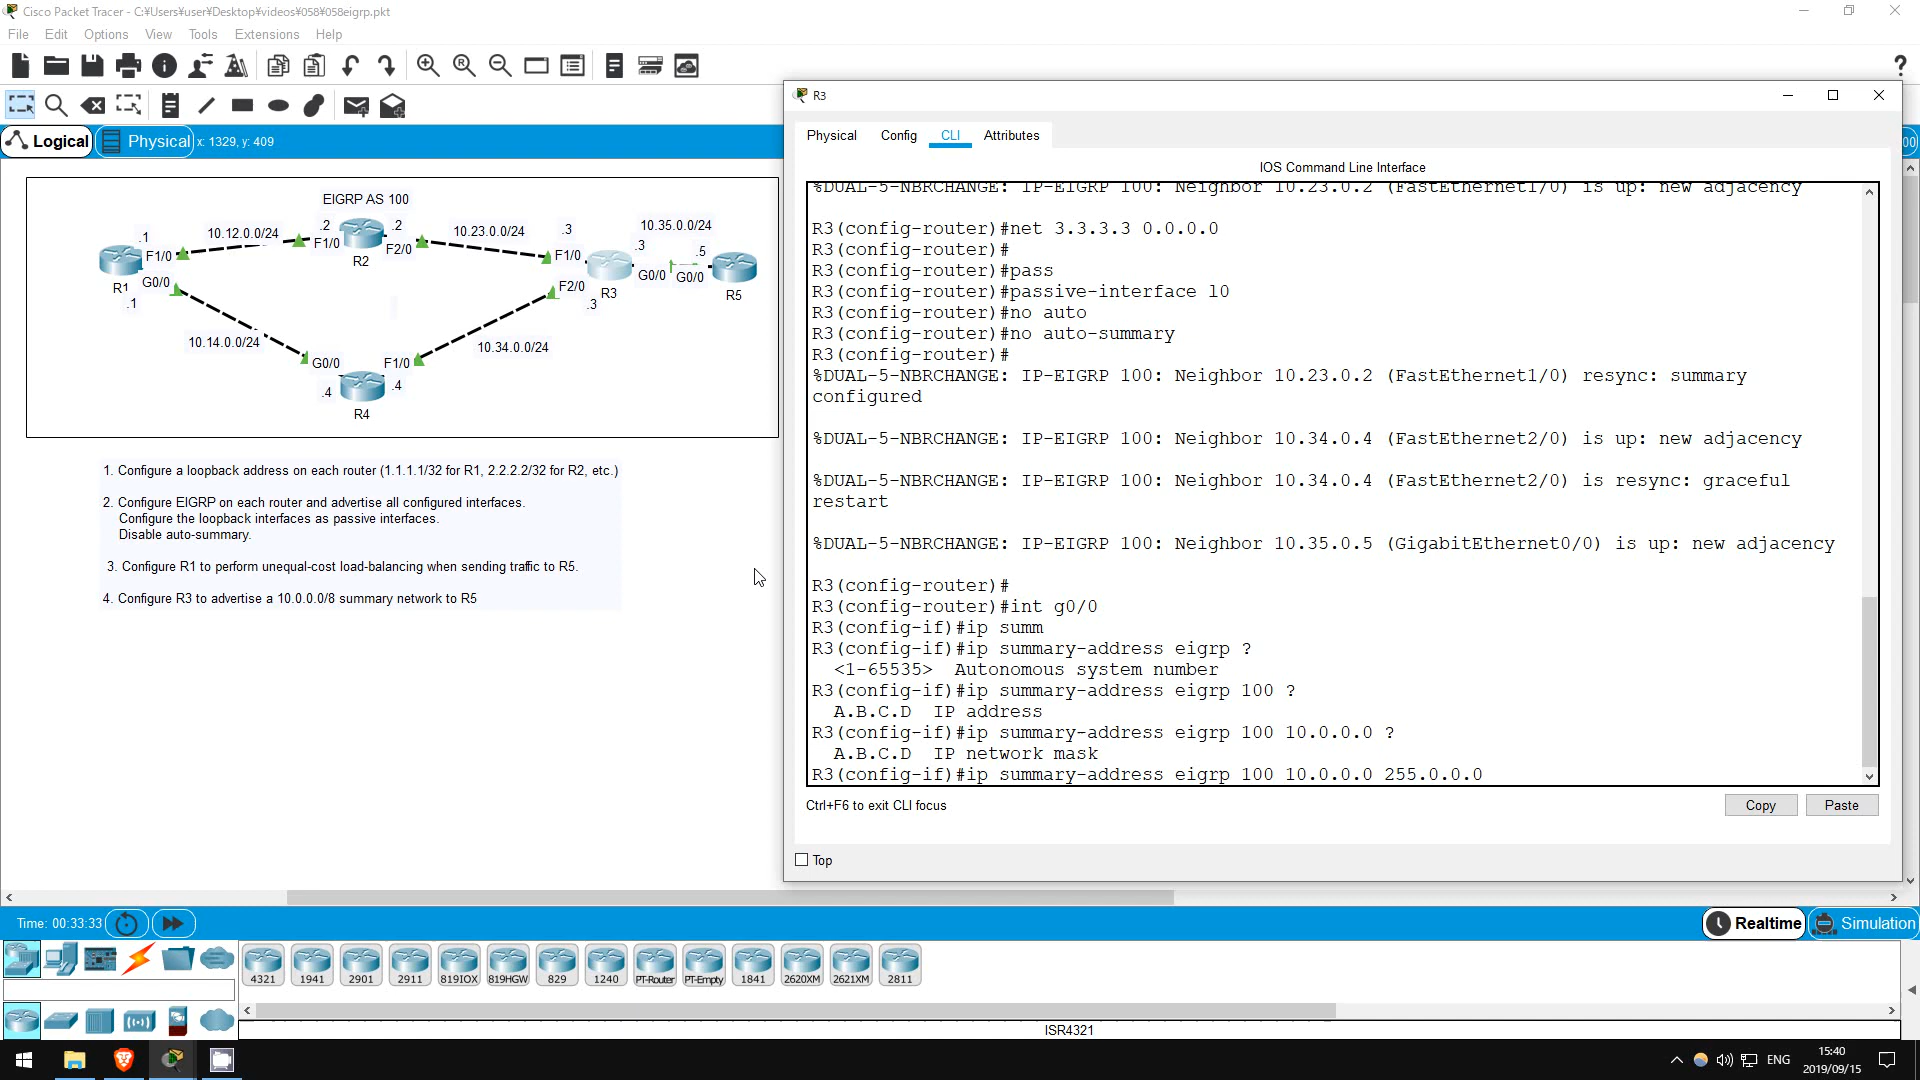 Cisco Packet Tracer - C:¥Users¥user¥Desktop¥videos¥058¥058eigrp.pkt
File Edit Options View Tools Extensions Help
Logical Physical x: 1329, y: 409
EIGRP AS 100
10.12.0.0/24
10.23.0.0/24
10.35.0.0/24
10.14.0.0/24
10.34.0.0/24
.1 F1/0
R1 G0/0
.1
.2 F1/0
.2 F2/0
R2
.3 F1/0
F2/0 .3
R3
.3 G0/0
.5 G0/0
R5
G0/0 .4
F1/0 .4
R4
1. Configure a loopback address on each router (1.1.1.1/32 for R1, 2.2.2.2/32 for R2, etc.)
2. Configure EIGRP on each router and advertise all configured interfaces.
Configure the loopback interfaces as passive interfaces.
Disable auto-summary.
3. Configure R1 to perform unequal-cost load-balancing when sending traffic to R5.
4. Configure R3 to advertise a 10.0.0.0/8 summary network to R5
R3
Physical Config CLI Attributes
IOS Command Line Interface
%DUAL-5-NBRCHANGE: IP-EIGRP 100: Neighbor 10.23.0.2 (FastEthernet1/0) is up: new adjacency
R3(config-router)#net 3.3.3.3 0.0.0.0
R3(config-router)#
R3(config-router)#pass
R3(config-router)#passive-interface l0
R3(config-router)#no auto
R3(config-router)#no auto-summary
R3(config-router)#
%DUAL-5-NBRCHANGE: IP-EIGRP 100: Neighbor 10.23.0.2 (FastEthernet1/0) resync: summary
configured
%DUAL-5-NBRCHANGE: IP-EIGRP 100: Neighbor 10.34.0.4 (FastEthernet2/0) is up: new adjacency
%DUAL-5-NBRCHANGE: IP-EIGRP 100: Neighbor 10.34.0.4 (FastEthernet2/0) is resync: graceful
restart
%DUAL-5-NBRCHANGE: IP-EIGRP 100: Neighbor 10.35.0.5 (GigabitEthernet0/0) is up: new adjacency
R3(config-router)#
R3(config-router)#int g0/0
R3(config-if)#ip summ
R3(config-if)#ip summary-address eigrp ?
<1-65535> Autonomous system number
R3(config-if)#ip summary-address eigrp 100 ?
A.B.C.D IP address
R3(config-if)#ip summary-address eigrp 100 10.0.0.0 ?
A.B.C.D IP network mask
R3(config-if)#ip summary-address eigrp 100 10.0.0.0 255.0.0.0
Ctrl+F6 to exit CLI focus
Copy Paste
Top
Time: 00:33:33
Realtime Simulation
4321 1941 2901 2911 819IOX 819HGW 829 1240 PT-Router PT-Empty 1841 2620XM 2621XM 2811
ISR4321
ENG
15:40
2019/09/15